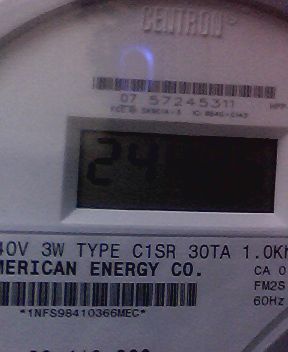 CENTRON®
07 57245311
24
40V 3W TYPE C1SR 30TA 1.0K
MERICAN ENERGY CO.
CA 0
FM2S
60Hz
*1NFS98410366MEC*